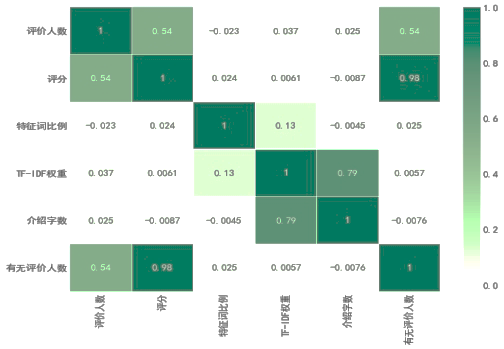 1.0
评价人数 1 0.54 -0.023 0.037 0.025 0.54
0.8
评分 0.54 1 0.024 0.0061 -0.0087 0.98
0.6
特征词比例 -0.023 0.024 1 0.13 -0.0045 0.025
TF-IDF权重 0.037 0.0061 0.13 1 0.79 0.0057
0.4
介绍字数 0.025 -0.0087 -0.0045 0.79 1 -0.0076
0.2
有无评价人数 0.54 0.98 0.025 0.0057 -0.0076 1
0.0
评价人数
评分
特征词比例
TF-IDF权重
介绍字数
有无评价人数